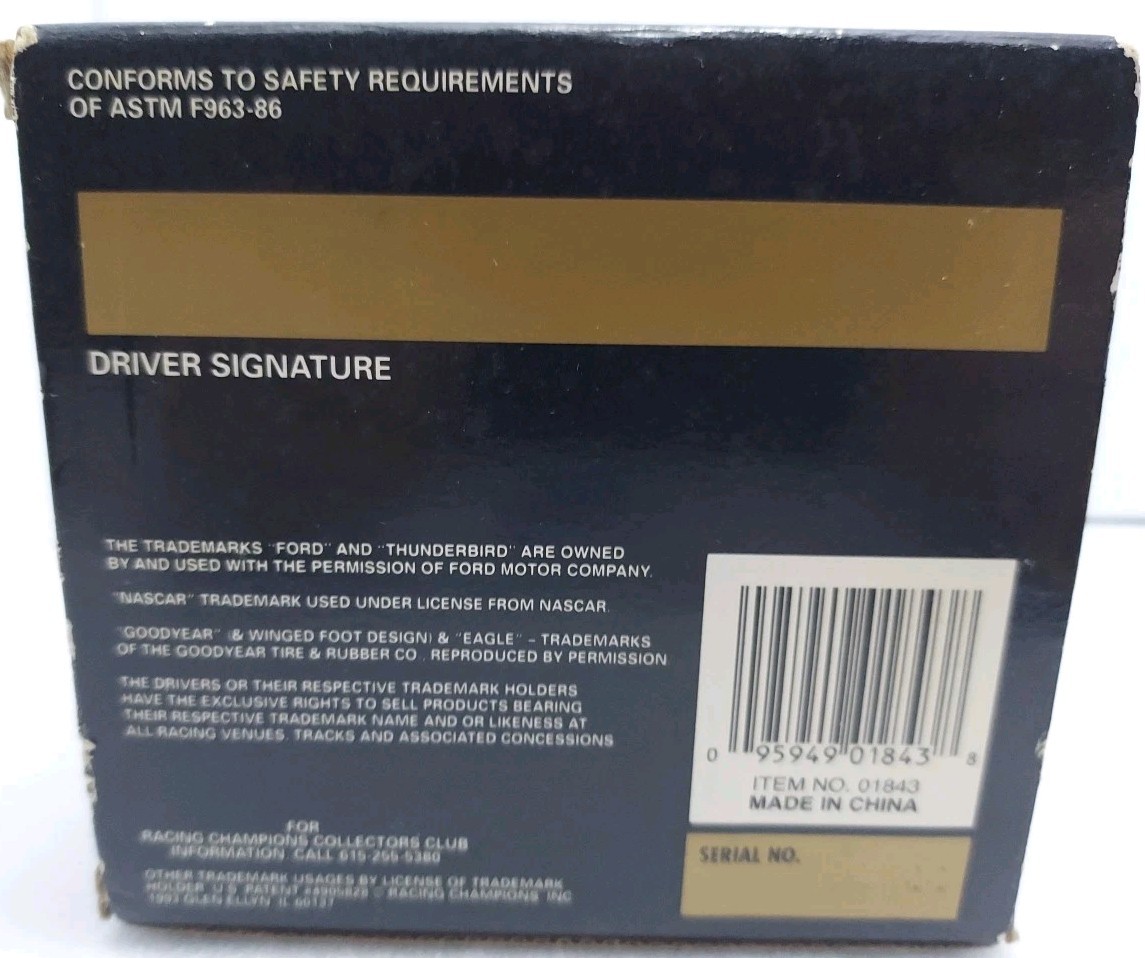 CONFORMS TO SAFETY REQUIREMENTS
OF ASTM F963-86
DRIVER SIGNATURE
THE TRADEMARKS "FORD" AND "THUNDERBIRD" ARE OWNED
BY AND USED WITH THE PERMISSION OF FORD MOTOR COMPANY.
"NASCAR" TRADEMARK USED UNDER LICENSE FROM NASCAR.
"GOODYEAR" (& WINGED FOOT DESIGN) & "EAGLE" – TRADEMARKS
OF THE GOODYEAR TIRE & RUBBER CO., REPRODUCED BY PERMISSION
THE DRIVERS OR THEIR RESPECTIVE TRADEMARK HOLDERS
HAVE THE EXCLUSIVE RIGHTS TO SELL PRODUCTS BEARING
THEIR RESPECTIVE TRADEMARK NAME AND OR LIKENESS AT
ALL RACING VENUES, TRACKS AND ASSOCIATED CONCESSIONS
0 95949 01843 8
ITEM NO. 01843
MADE IN CHINA
FOR
RACING CHAMPIONS COLLECTORS CLUB
INFORMATION CALL 615-255-5380
SERIAL NO.
OTHER TRADEMARK USAGES BY LICENSE OF TRADEMARK
HOLDER U.S. PATENT RACING CHAMPIONS INC
1993 GLEN ELLYN IL 60137